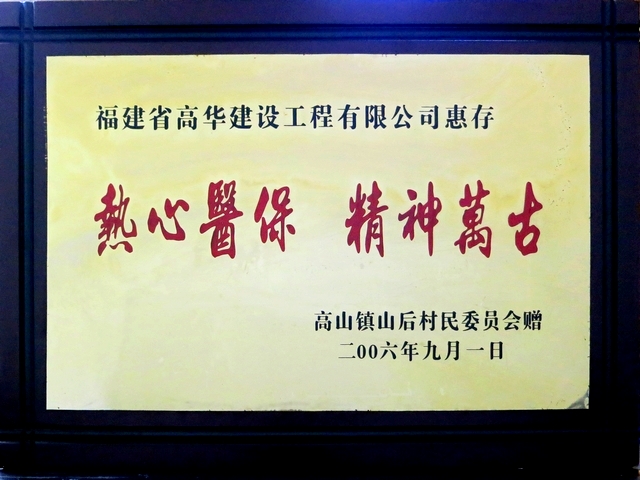 福建省高华建设工程有限公司惠存
熱心醫保 精神萬古
高山镇山后村民委员会赠
二00六年九月一日